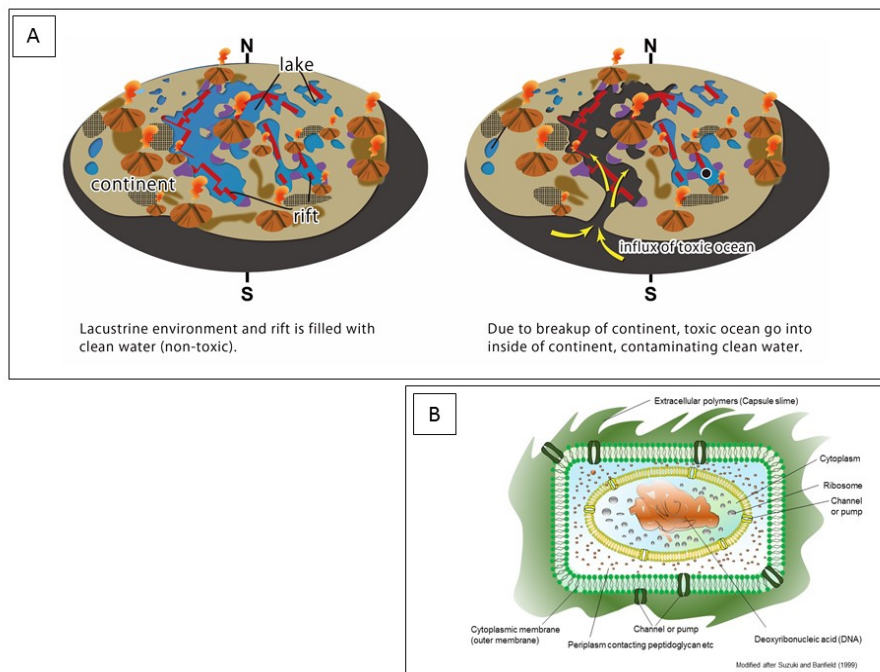 A
N
lake
continent
rift
S
Lacustrine environment and rift is filled with
clean water (non-toxic).
N
influx of toxic ocean
S
Due to breakup of continent, toxic ocean go into
inside of continent, contaminating clean water.
B
Extracellular polymers (Capsule slime)
Cytoplasm
Ribosome
Channel
or pump
Cytoplasmic membrane
(outer membrane)
Channel or pump
Periplasm contacting peptidoglycan etc
Deoxyribonucleic acid (DNA)
Modified after Suzuki and Banfield (1999)